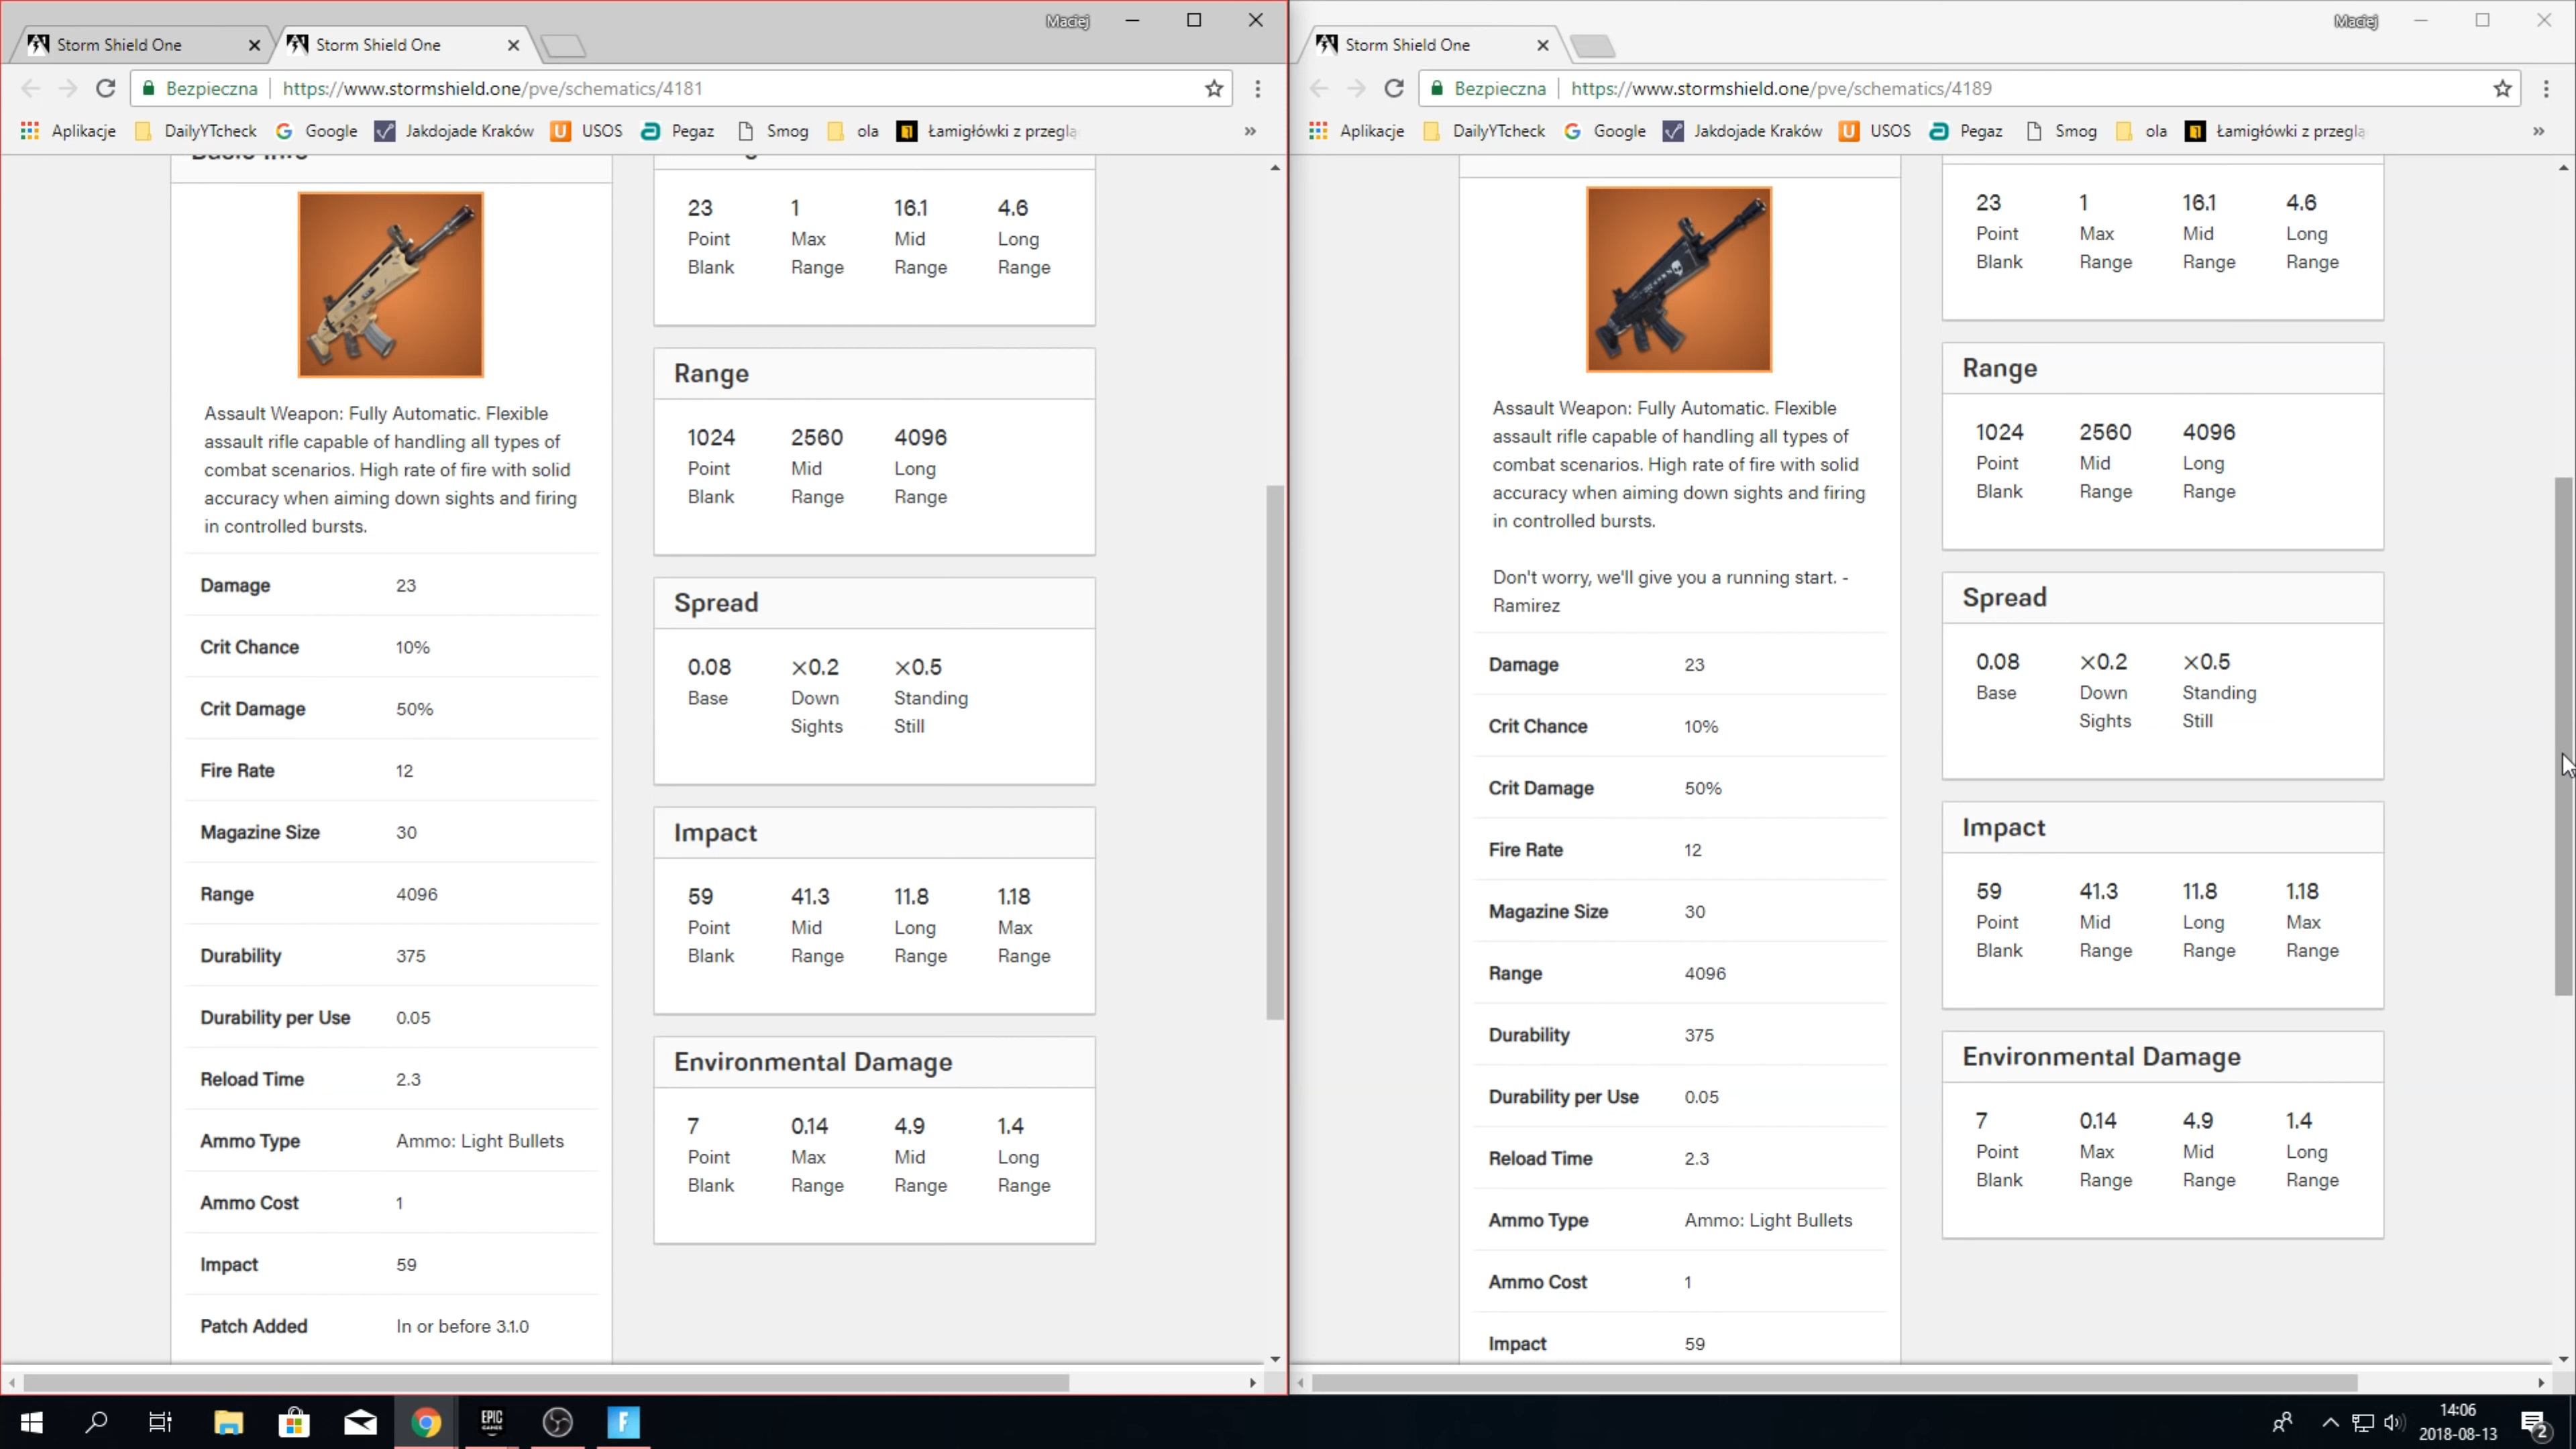 Maciej
Storm Shield One
Storm Shield One
Bezpieczna
https://www.stormshield.one/pve/schematics/4181
Aplikacje
DailyYTcheck
Google
Jakdojade Kraków
USOS
Pegaz
Smog
ola
Łamigłówki z przeglą
Basic Info
Assault Weapon: Fully Automatic. Flexible
assault rifle capable of handling all types of
combat scenarios. High rate of fire with solid
accuracy when aiming down sights and firing
in controlled bursts.
Damage 23
Crit Chance 10%
Crit Damage 50%
Fire Rate 12
Magazine Size 30
Range 4096
Durability 375
Durability per Use 0.05
Reload Time 2.3
Ammo Type Ammo: Light Bullets
Ammo Cost 1
Impact 59
Patch Added In or before 3.1.0
23 1 16.1 4.6
Point Max Mid Long
Blank Range Range Range
Range
1024 2560 4096
Point Mid Long
Blank Range Range
Spread
0.08 ×0.2 ×0.5
Base Down Standing
Sights Still
Impact
59 41.3 11.8 1.18
Point Mid Long Max
Blank Range Range Range
Environmental Damage
7 0.14 4.9 1.4
Point Max Mid Long
Blank Range Range Range
Maciej
Storm Shield One
Bezpieczna
https://www.stormshield.one/pve/schematics/4189
Aplikacje
DailyYTcheck
Google
Jakdojade Kraków
USOS
Pegaz
Smog
ola
Łamigłówki z przeglą
Assault Weapon: Fully Automatic. Flexible
assault rifle capable of handling all types of
combat scenarios. High rate of fire with solid
accuracy when aiming down sights and firing
in controlled bursts.
Don't worry, we'll give you a running start. -
Ramirez
Damage 23
Crit Chance 10%
Crit Damage 50%
Fire Rate 12
Magazine Size 30
Range 4096
Durability 375
Durability per Use 0.05
Reload Time 2.3
Ammo Type Ammo: Light Bullets
Ammo Cost 1
Impact 59
23 1 16.1 4.6
Point Max Mid Long
Blank Range Range Range
Range
1024 2560 4096
Point Mid Long
Blank Range Range
Spread
0.08 ×0.2 ×0.5
Base Down Standing
Sights Still
Impact
59 41.3 11.8 1.18
Point Mid Long Max
Blank Range Range Range
Environmental Damage
7 0.14 4.9 1.4
Point Max Mid Long
Blank Range Range Range
EPIC
GAMES
F
14:06
2018-08-13
2